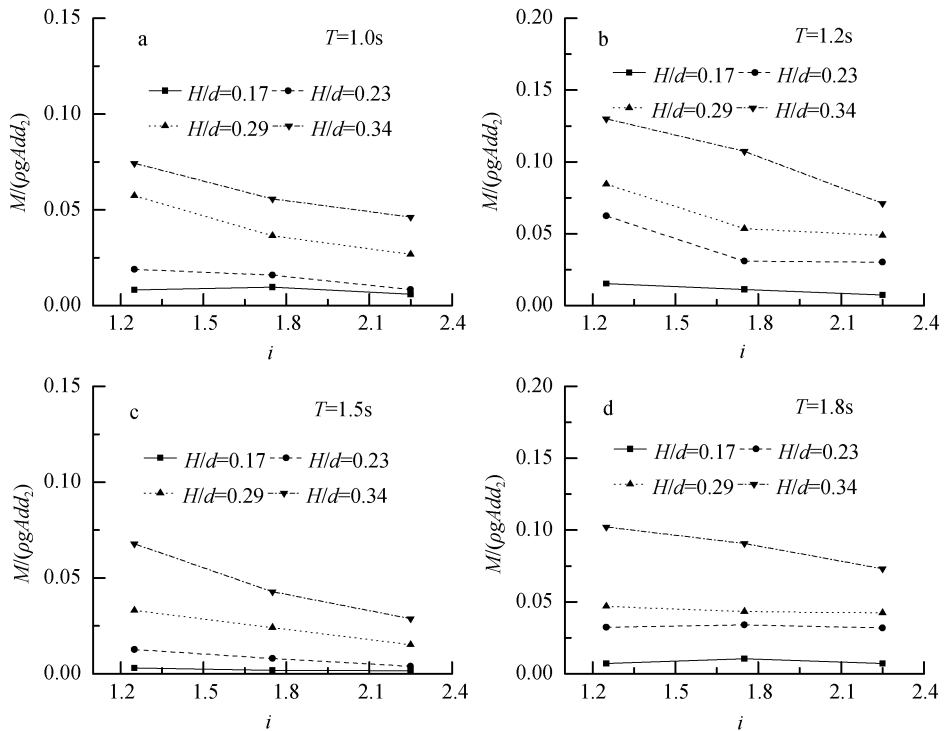 0.15
a
T=1.0s
H/d=0.17
H/d=0.23
0.10
H/d=0.29
H/d=0.34
M/(ρgAdd₂)
0.05
0.00
1.2 1.5 1.8 2.1 2.4
i
0.20
b
T=1.2s
H/d=0.17
H/d=0.23
0.15
H/d=0.29
H/d=0.34
M/(ρgAdd₂)
0.10
0.05
0.00
1.2 1.5 1.8 2.1 2.4
i
0.15
c
T=1.5s
H/d=0.17
H/d=0.23
0.10
H/d=0.29
H/d=0.34
M/(ρgAdd₂)
0.05
0.00
1.2 1.5 1.8 2.1 2.4
i
0.20
d
T=1.8s
H/d=0.17
H/d=0.23
0.15
H/d=0.29
H/d=0.34
M/(ρgAdd₂)
0.10
0.05
0.00
1.2 1.5 1.8 2.1 2.4
i